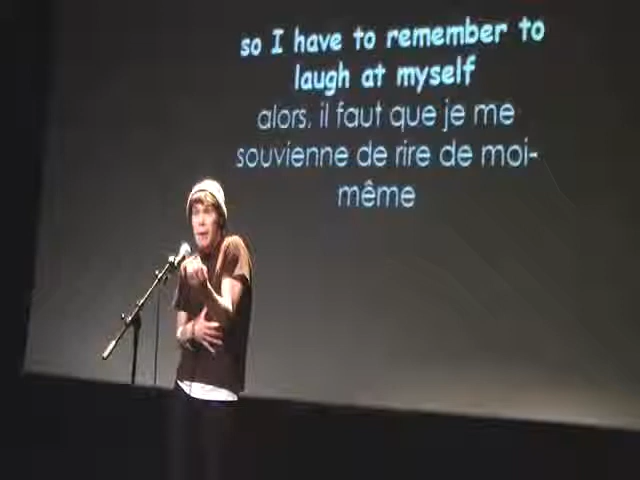 so I have to remember to
laugh at myself
alors, il faut que je me
souvienne de rire de moi-
même